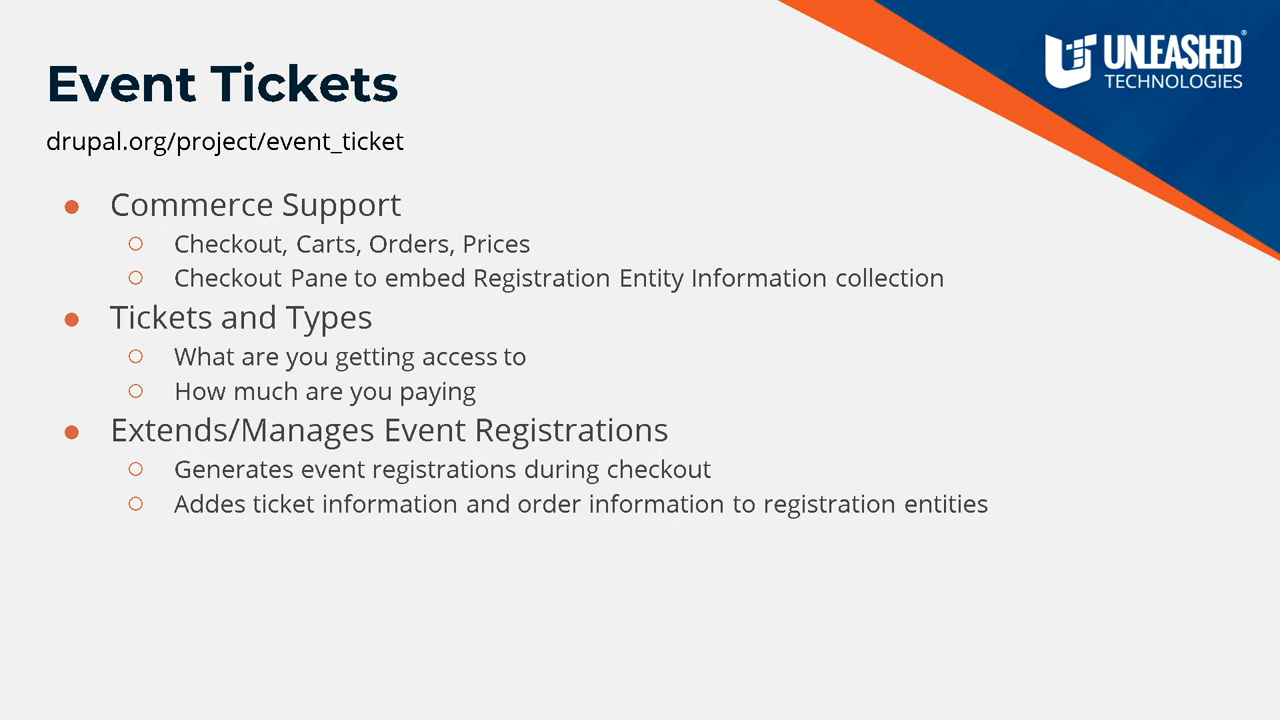 UNLEASHED®
TECHNOLOGIES
Event Tickets
drupal.org/project/event_ticket
● Commerce Support
○ Checkout, Carts, Orders, Prices
○ Checkout Pane to embed Registration Entity Information collection
● Tickets and Types
○ What are you getting access to
○ How much are you paying
● Extends/Manages Event Registrations
○ Generates event registrations during checkout
○ Addes ticket information and order information to registration entities